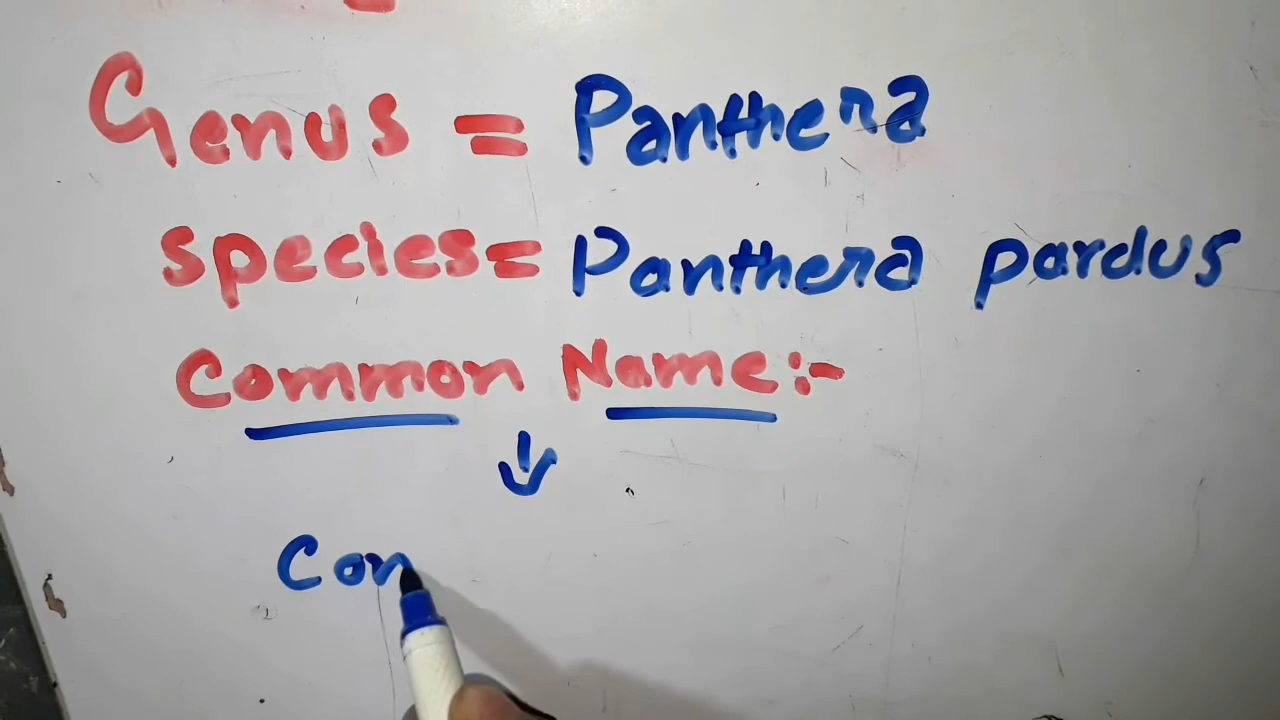 Genus = Panthera
species= Panthera pardus
Common Name:-
Con